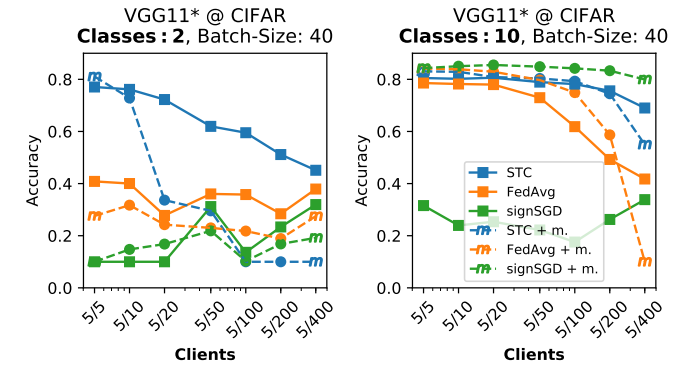 VGG11* @ CIFAR
Classes: 2, Batch-Size: 40
Accuracy
0.8
0.6
0.4
0.2
0.0
m
m
m
m
m
m
5/5
5/10
5/20
5/50
5/100
5/200
5/400
Clients
VGG11* @ CIFAR
Classes: 10, Batch-Size: 40
Accuracy
0.8
0.6
0.4
0.2
0.0
m
m
m
m
m
m
STC
FedAvg
signSGD
m STC + m.
m FedAvg + m.
m signSGD + m.
5/5
5/10
5/20
5/50
5/100
5/200
5/400
Clients